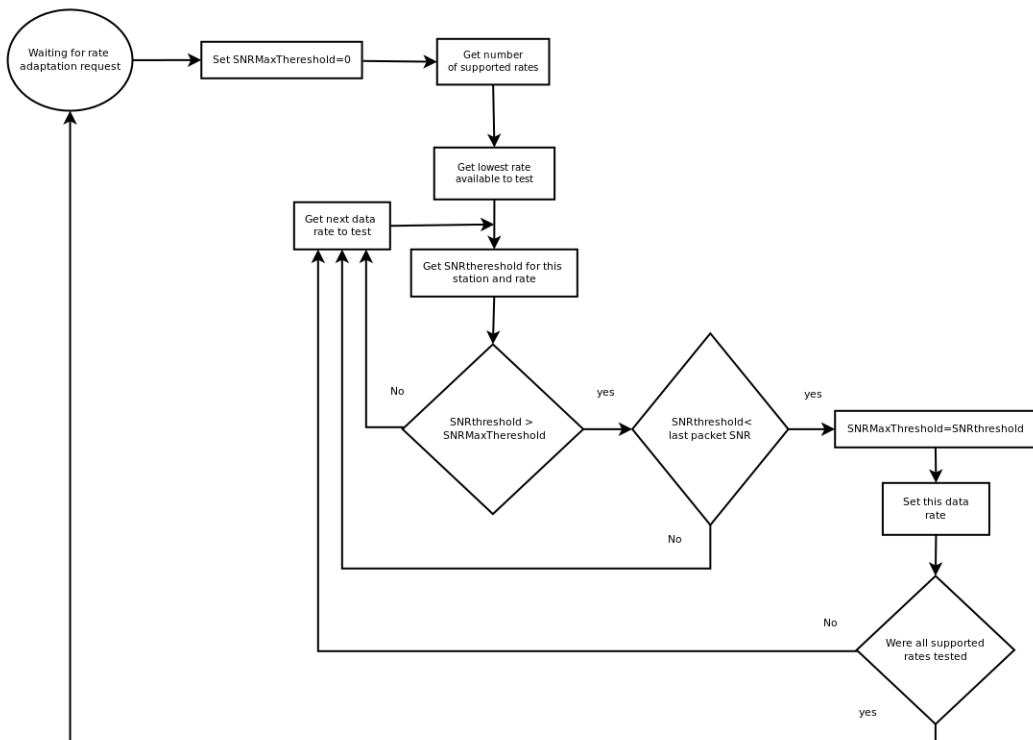 Waiting for rate
adaptation request
Set SNRMaxThereshold=0
Get number
of supported rates
Get lowest rate
available to test
Get next data
rate to test
Get SNRthereshold for this
station and rate
No
SNRthreshold >
SNRMaxThereshold
yes
SNRthreshold<
last packet SNR
yes
SNRMaxThreshold=SNRthreshold
Set this data
rate
No
No
Were all supported
rates tested
yes